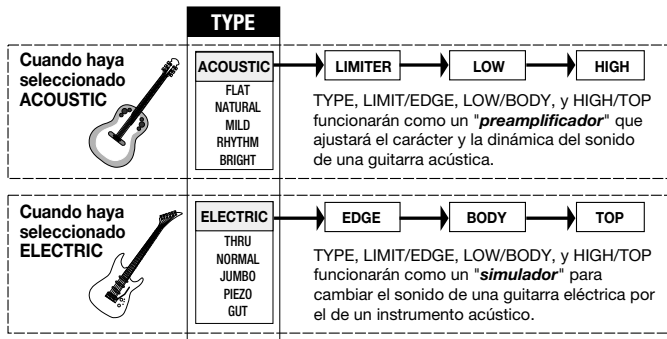 TYPE
Cuando haya
seleccionado
ACOUSTIC
ACOUSTIC
FLAT
NATURAL
MILD
RHYTHM
BRIGHT
LIMITER
LOW
HIGH
TYPE, LIMIT/EDGE, LOW/BODY, y HIGH/TOP
funcionarán como un "preamplificador" que
ajustará el carácter y la dinámica del sonido
de una guitarra acústica.
Cuando haya
seleccionado
ELECTRIC
ELECTRIC
THRU
NORMAL
JUMBO
PIEZO
GUT
EDGE
BODY
TOP
TYPE, LIMIT/EDGE, LOW/BODY, y HIGH/TOP
funcionarán como un "simulador" para
cambiar el sonido de una guitarra eléctrica por
el de un instrumento acústico.